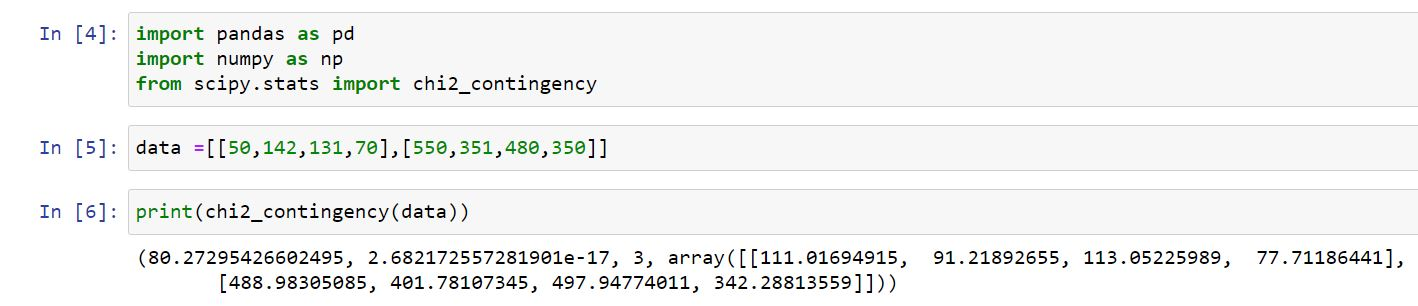 In [4]: import pandas as pd
import numpy as np
from scipy.stats import chi2_contingency
In [5]: data =[[50,142,131,70],[550,351,480,350]]
In [6]: print(chi2_contingency(data))
(80.27295426602495, 2.682172557281901e-17, 3, array([[111.01694915,  91.21892655, 113.05225989,  77.71186441],
[488.98305085, 401.78107345, 497.94774011, 342.28813559]]))